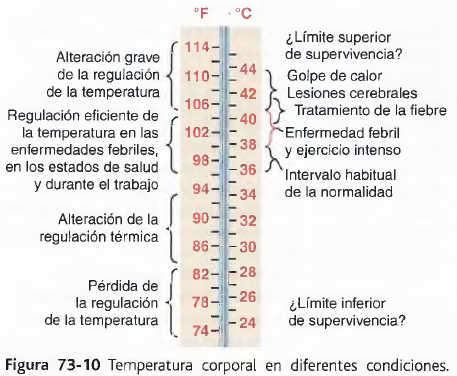 °F °C
Alteración grave
de la regulación
de la temperatura
Regulación eficiente de
la temperatura en las
enfermedades febriles,
en los estados de salud
y durante el trabajo
Alteración de la
regulación térmica
Pérdida de
la regulación
de la temperatura
114
110
106
102
98
94
90
86
82
78
74
44
42
40
38
36
34
32
30
28
26
24
¿Límite superior
de supervivencia?
Golpe de calor
Lesiones cerebrales
Tratamiento de la fiebre
Enfermedad febril
y ejercicio intenso
Intervalo habitual
de la normalidad
¿Límite inferior
de supervivencia?
Figura 73-10 Temperatura corporal en diferentes condiciones.